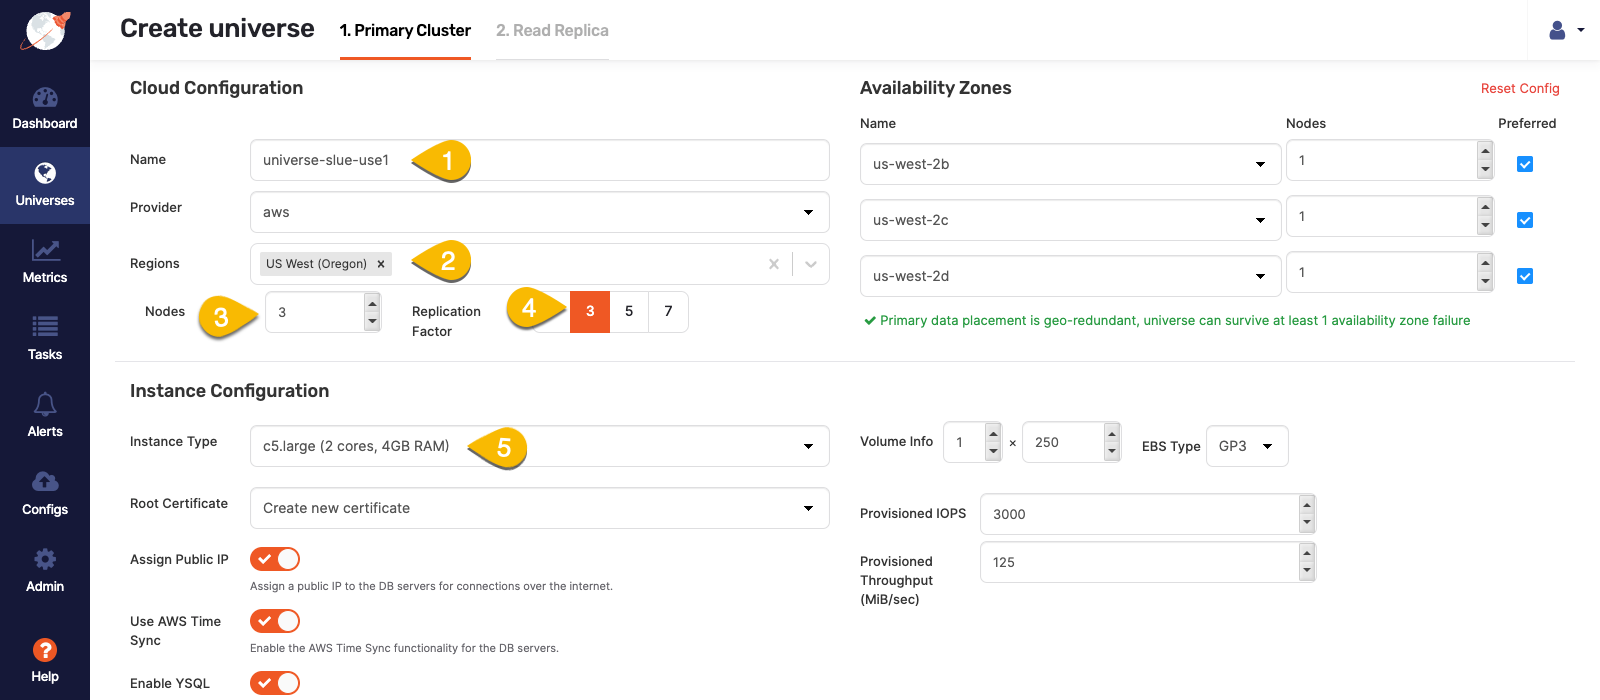 Create universe
1. Primary Cluster
2. Read Replica
Dashboard
Universes
Metrics
Tasks
Alerts
Configs
Admin
?
Help
Cloud Configuration
Name
universe-slue-use1
1
Provider
aws
Regions
US West (Oregon) ×
2
×
Nodes
3
3
Replication
Factor
4
3
5
7
Availability Zones
Reset Config
Name
Nodes
Preferred
us-west-2b
1
us-west-2c
1
us-west-2d
1
Primary data placement is geo-redundant, universe can survive at least 1 availability zone failure
Instance Configuration
Instance Type
c5.large (2 cores, 4GB RAM)
5
Root Certificate
Create new certificate
Assign Public IP
Assign a public IP to the DB servers for connections over the internet.
Use AWS Time
Sync
Enable the AWS Time Sync functionality for the DB servers.
Enable YSQL
Volume Info
1
×
250
EBS Type
GP3
Provisioned IOPS
3000
Provisioned
Throughput
(MiB/sec)
125